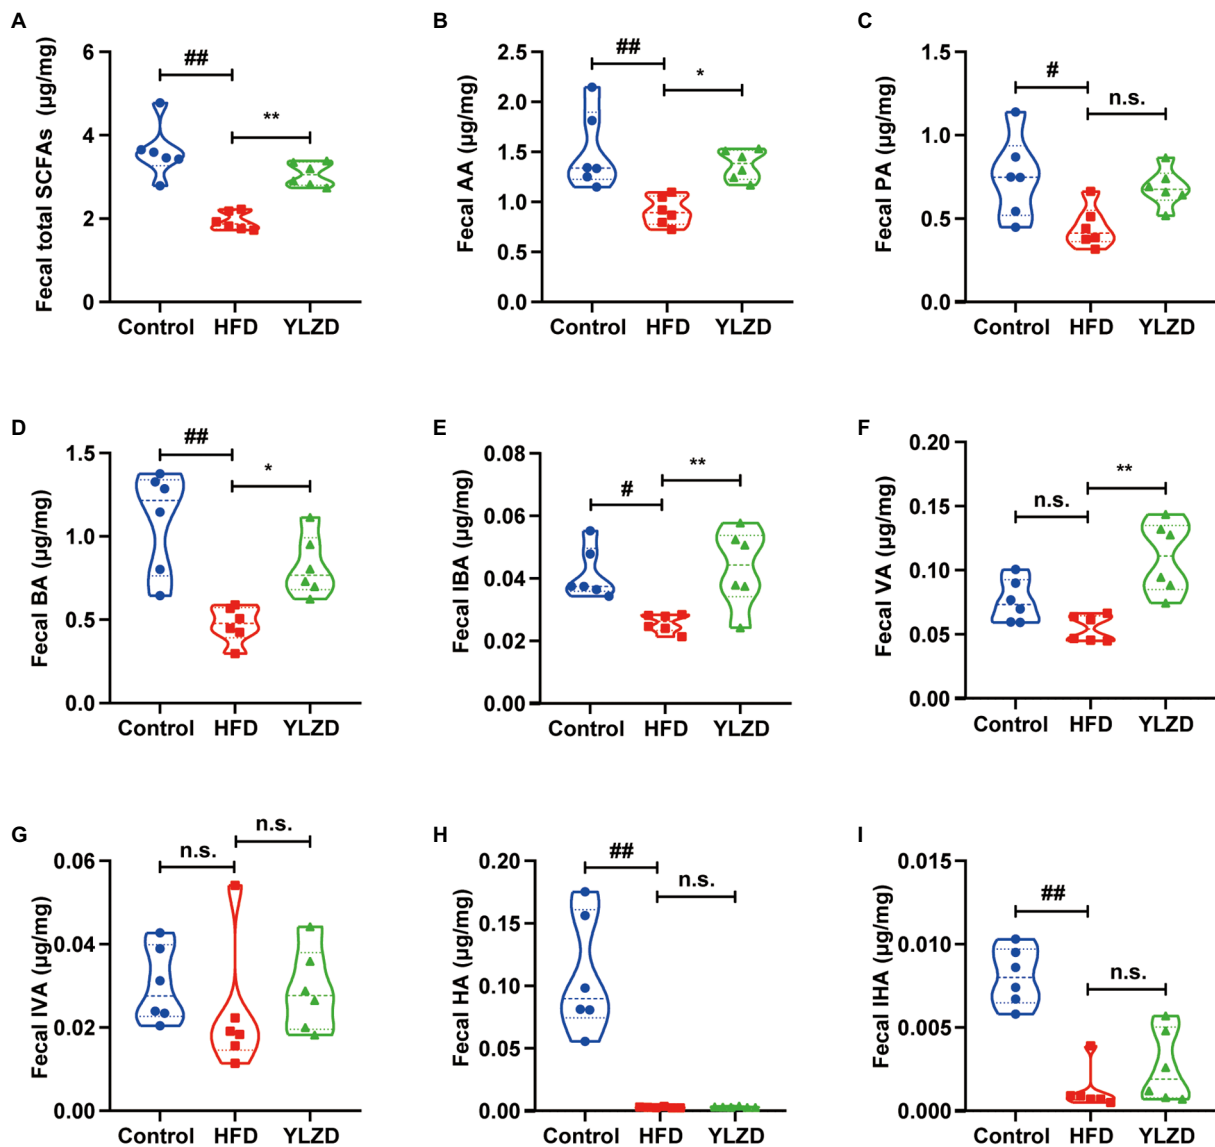 A
Fecal total SCFAs (µg/mg)
6
4
2
0
##
**
Control HFD YLZD
B
Fecal AA (µg/mg)
2.5
2.0
1.5
1.0
0.5
0.0
##
*
Control HFD YLZD
C
Fecal PA (µg/mg)
1.5
1.0
0.5
0.0
#
n.s.
Control HFD YLZD
D
Fecal BA (µg/mg)
1.5
1.0
0.5
0.0
##
*
Control HFD YLZD
E
Fecal IBA (µg/mg)
0.08
0.06
0.04
0.02
0.00
#
**
Control HFD YLZD
F
Fecal VA (µg/mg)
0.20
0.15
0.10
0.05
0.00
n.s.
**
Control HFD YLZD
G
Fecal IVA (µg/mg)
0.06
0.04
0.02
0.00
n.s.
n.s.
Control HFD YLZD
H
Fecal HA (µg/mg)
0.20
0.15
0.10
0.05
0.00
##
n.s.
Control HFD YLZD
I
Fecal IHA (µg/mg)
0.015
0.010
0.005
0.000
##
n.s.
Control HFD YLZD